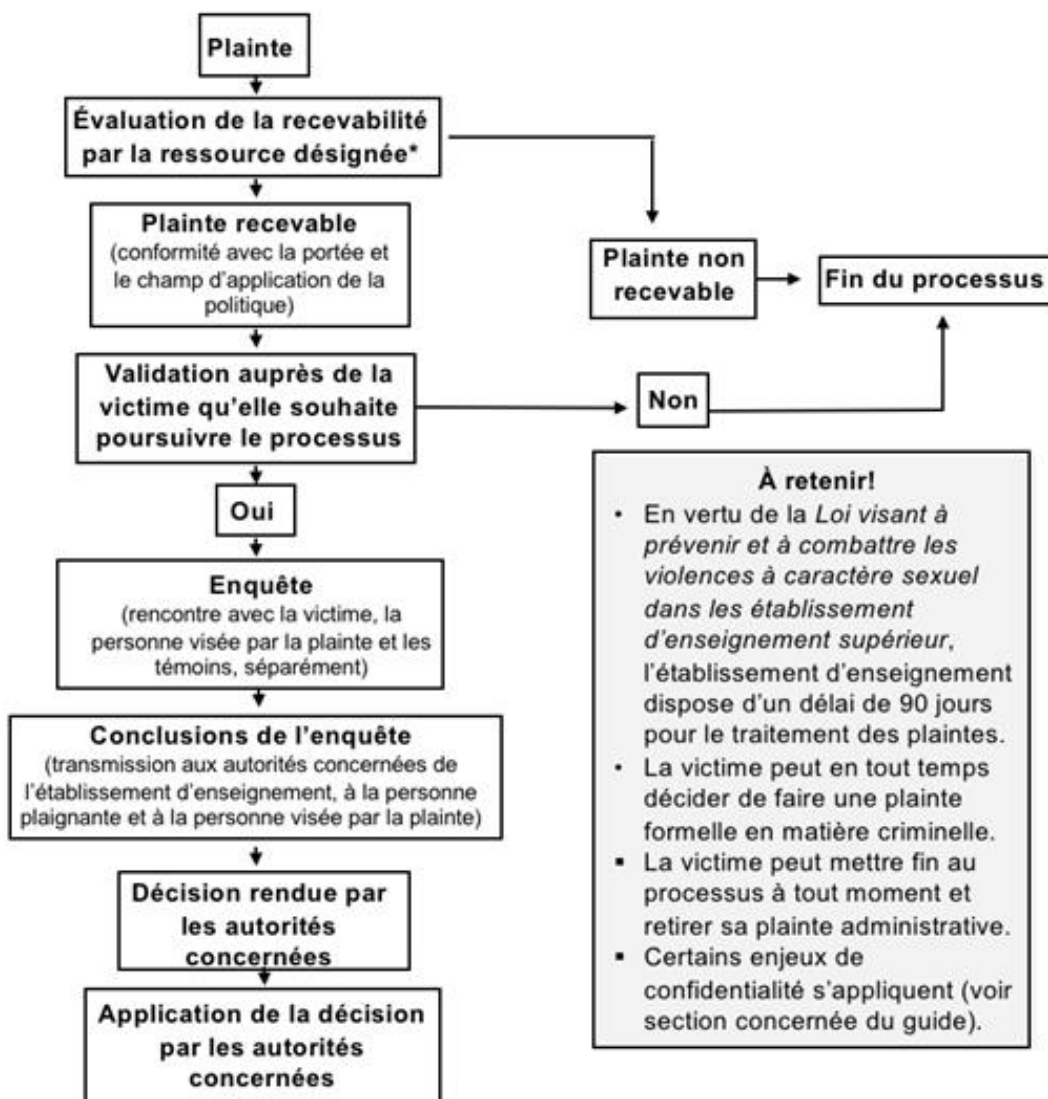 Plainte
Évaluation de la recevabilité
par la ressource désignée*
Plainte recevable
(conformité avec la portée et
le champ d'application de la
politique)
Plainte non
recevable
Fin du processus
Validation auprès de la
victime qu'elle souhaite
poursuivre le processus
Non
Oui
Enquête
(rencontre avec la victime, la
personne visée par la plainte et les
témoins, séparément)
Conclusions de l'enquête
(transmission aux autorités concernées de
l'établissement d'enseignement, à la personne
plaignante et à la personne visée par la plainte)
Décision rendue par
les autorités
concernées
Application de la décision
par les autorités
concernées
À retenir!
• En vertu de la Loi visant à
prévenir et à combattre les
violences à caractère sexuel
dans les établissement
d'enseignement supérieur,
l'établissement d'enseignement
dispose d'un délai de 90 jours
pour le traitement des plaintes.
• La victime peut en tout temps
décider de faire une plainte
formelle en matière criminelle.
▪ La victime peut mettre fin au
processus à tout moment et
retirer sa plainte administrative.
▪ Certains enjeux de
confidentialité s'appliquent (voir
section concernée du guide).